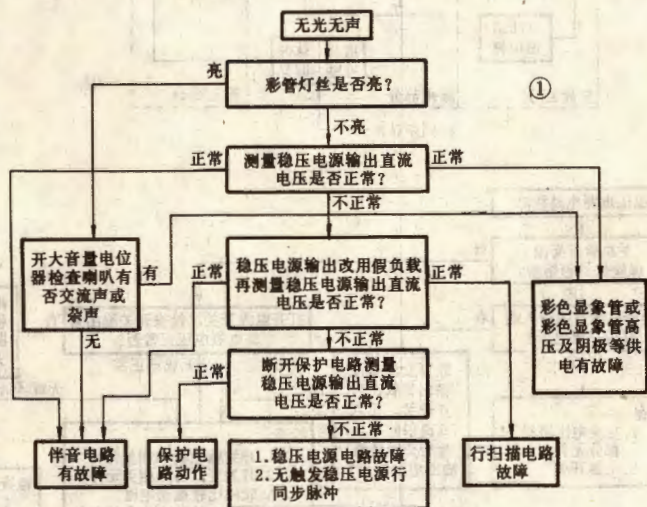 无光无声
亮
彩管灯丝是否亮？
①
不亮
正常
测量稳压电源输出直流
电压是否正常？
正常
不正常
开大音量电位
器检查喇叭有
否交流声或
杂声
有
正常
稳压电源输出改用假负载
再测量稳压电源输出直流
电压是否正常？
正常
彩色显象管或
彩色显象管高
压及阴极等供
电有故障
无
不正常
正常
断开保护电路测量
稳压电源输出直流
电压是否正常？
不正常
伴音电路
有故障
保护电
路动作
1.稳压电源电路故障
2.无触发稳压电源行
同步脉冲
行扫描电路
故障